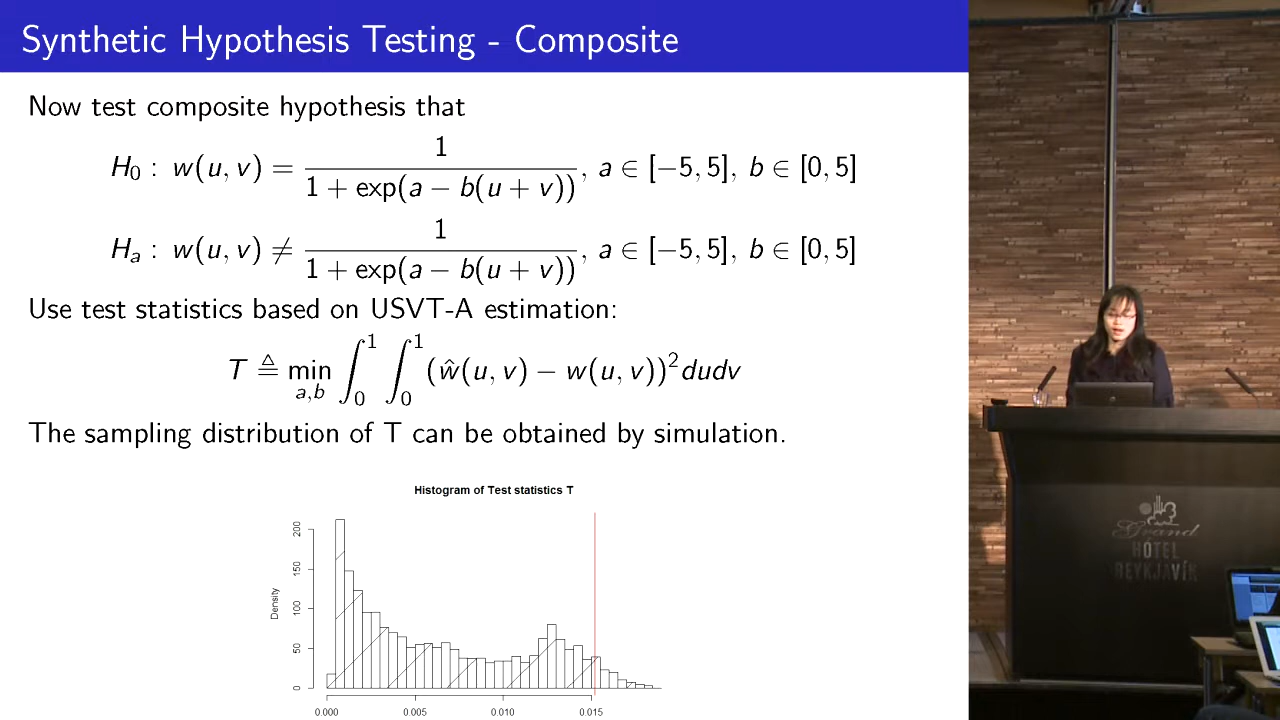 Synthetic Hypothesis Testing - Composite
Now test composite hypothesis that
H₀ : w(u, v) = 1 / (1 + exp(a − b(u + v))), a ∈ [−5, 5], b ∈ [0, 5]
Hₐ : w(u, v) ≠ 1 / (1 + exp(a − b(u + v))), a ∈ [−5, 5], b ∈ [0, 5]
Use test statistics based on USVT-A estimation:
T ≜ min_{a,b} ∫₀¹ ∫₀¹ (ŵ(u, v) − w(u, v))² dudv
The sampling distribution of T can be obtained by simulation.
Histogram of Test statistics T
Density
200
150
100
50
0
0.000 0.005 0.010 0.015
Grand
HÓTEL
REYKJAVÍK